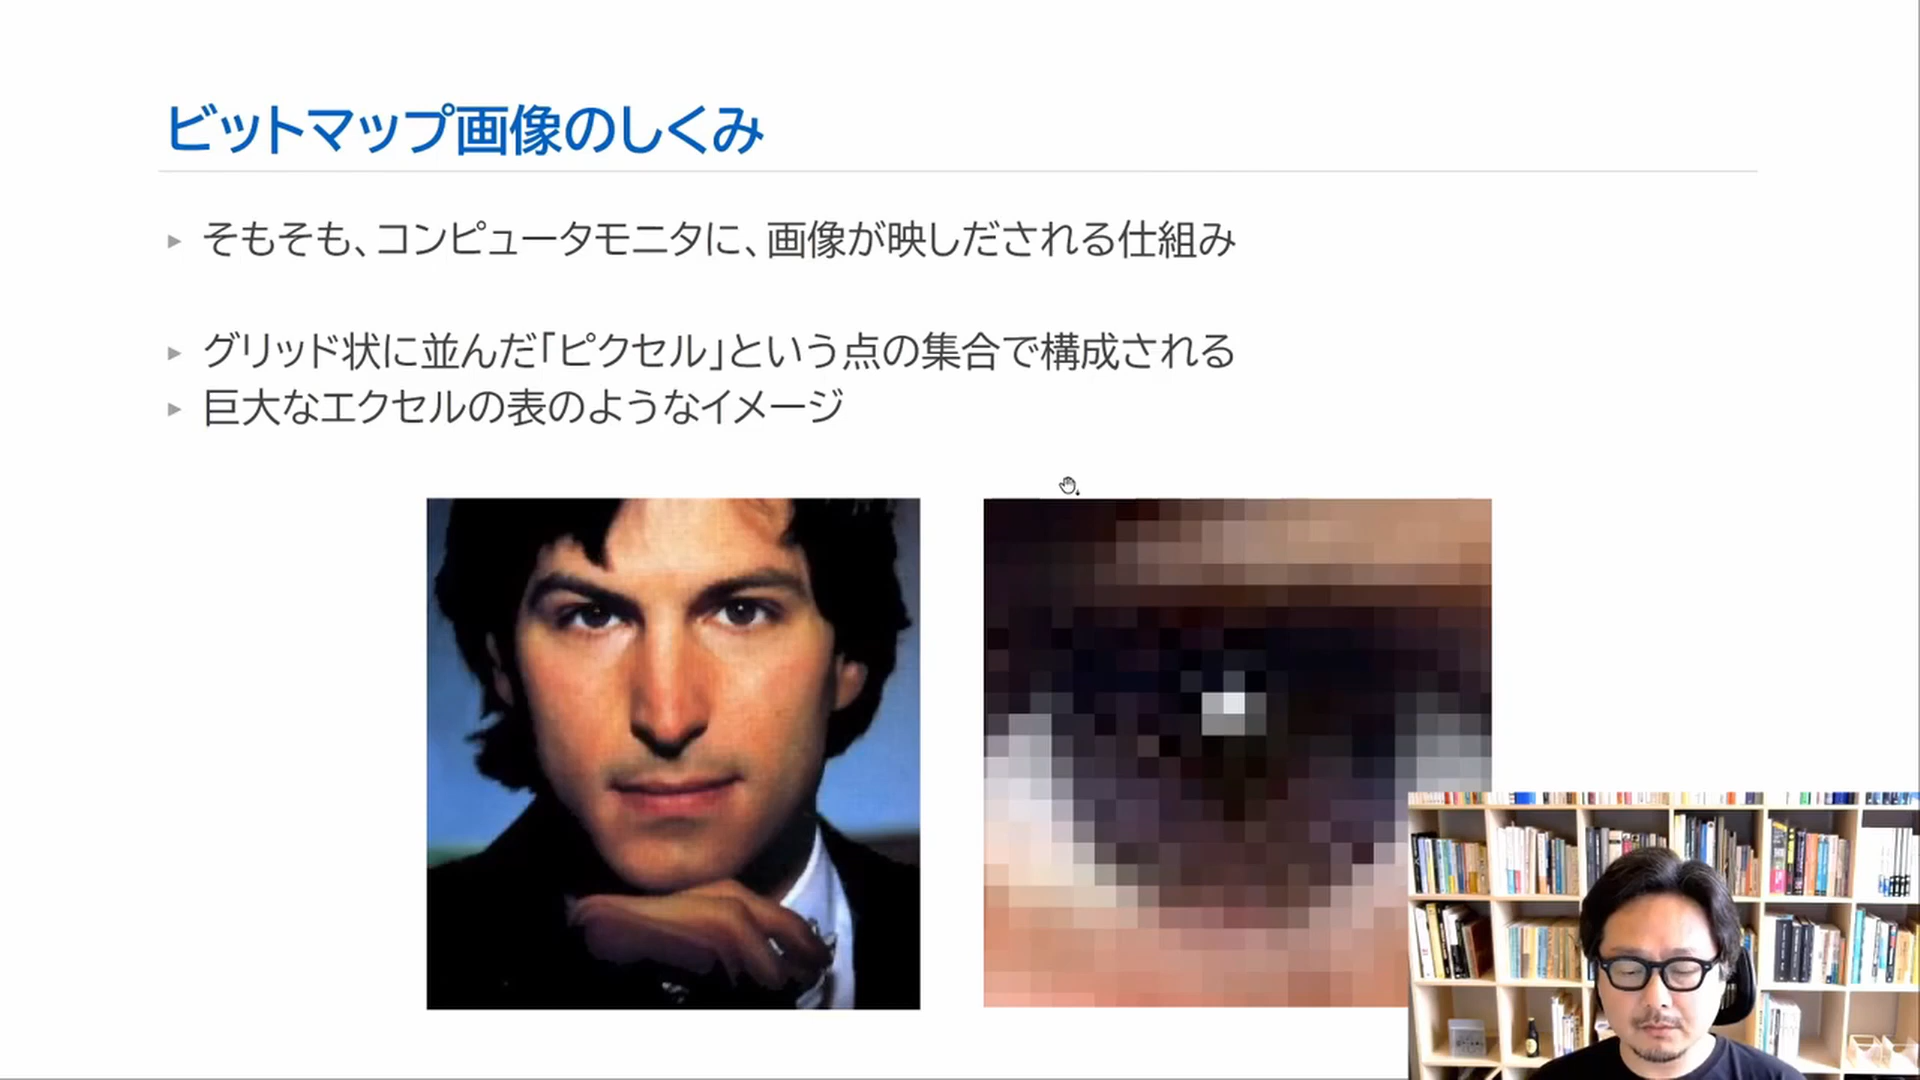 ビットマップ画像のしくみ
そもそも、コンピュータモニタに、画像が映しだされる仕組み
グリッド状に並んだ「ピクセル」という点の集合で構成される
巨大なエクセルの表のようなイメージ